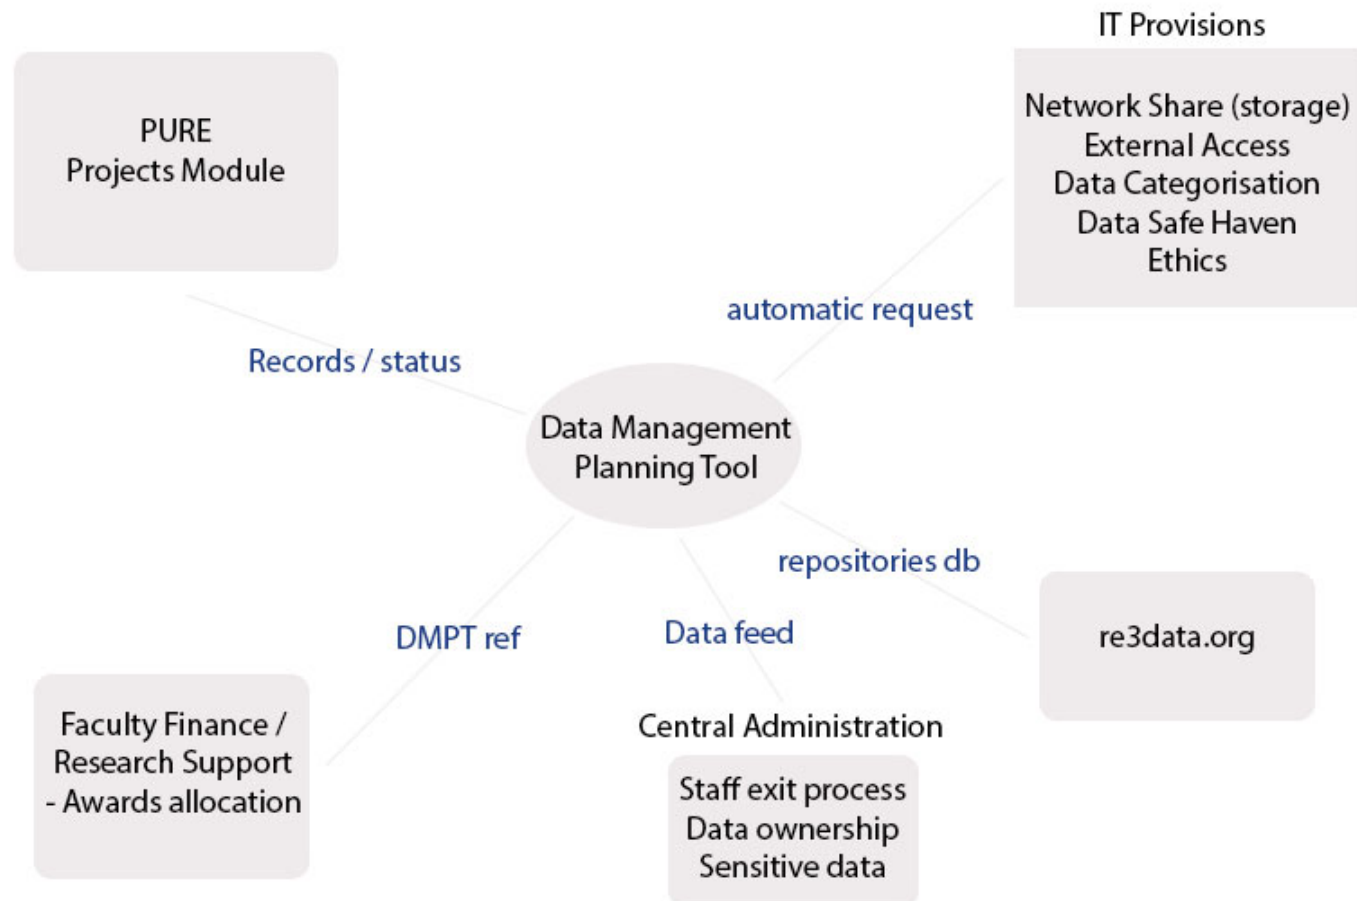 IT Provisions
PURE
Projects Module
Network Share (storage)
External Access
Data Categorisation
Data Safe Haven
Ethics
automatic request
Records / status
Data Management
Planning Tool
repositories db
DMPT ref
Data feed
re3data.org
Faculty Finance /
Research Support
- Awards allocation
Central Administration
Staff exit process
Data ownership
Sensitive data